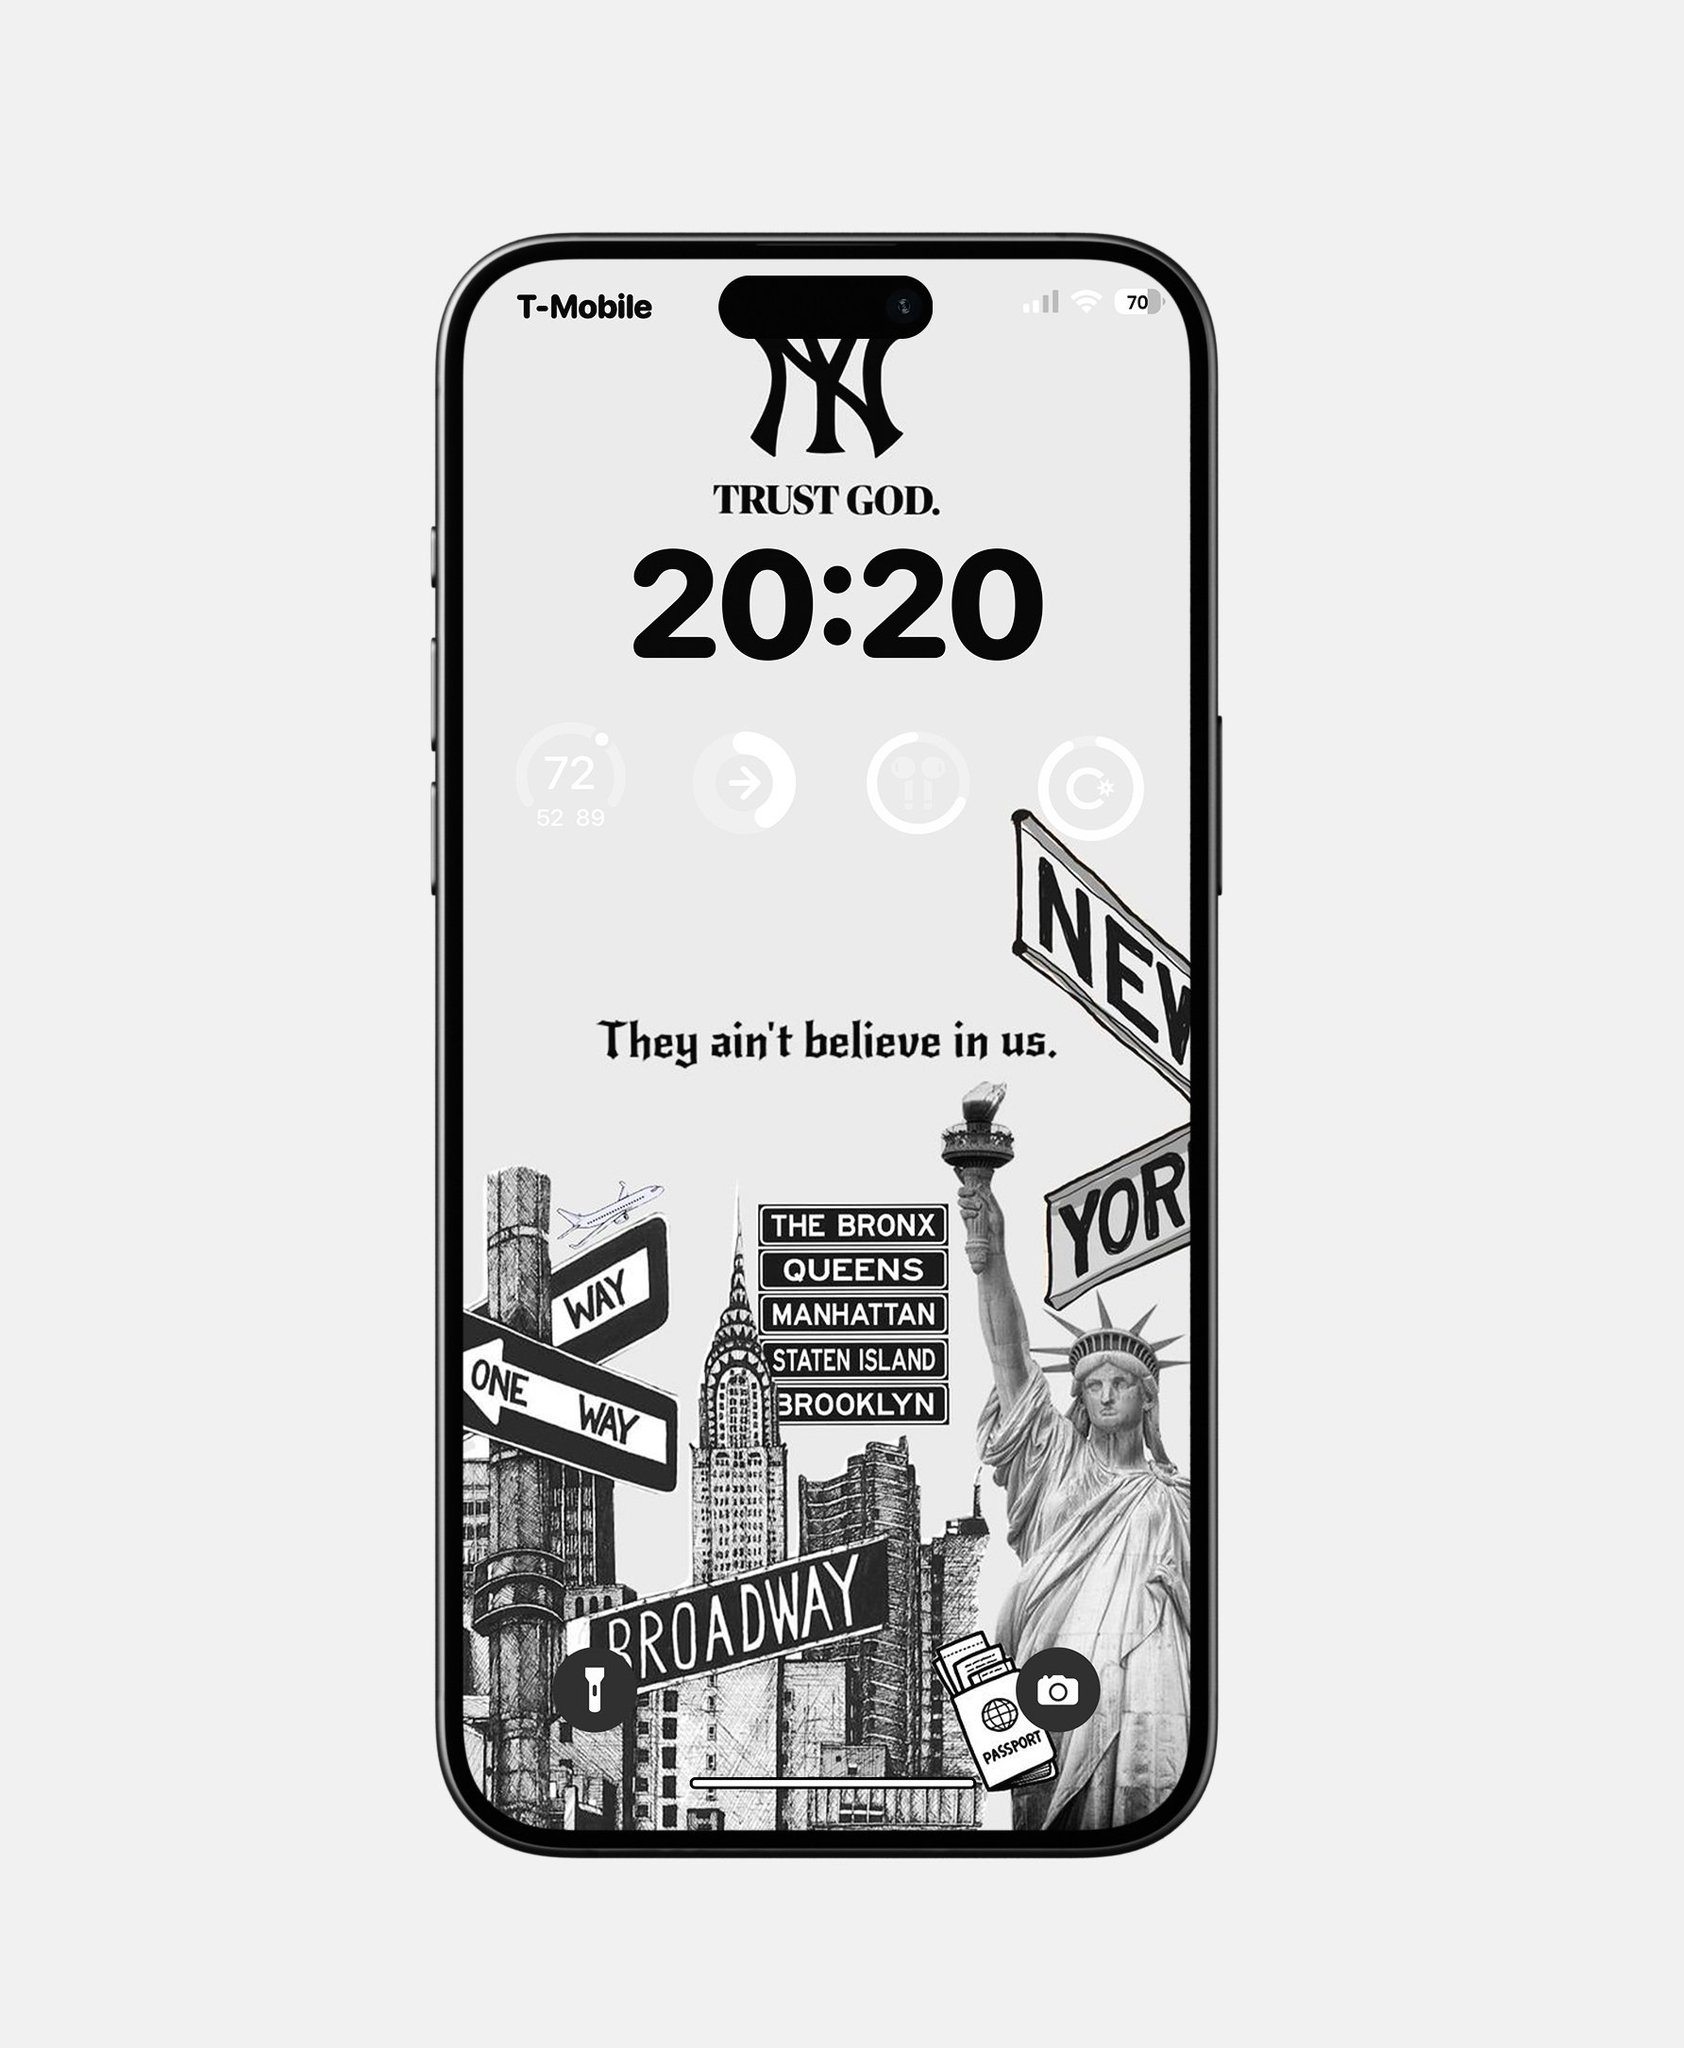 T-Mobile
70
NY
TRUST GOD.
20:20
72
52 89
NEW
They ain't believe in us.
YOR
THE BRONX
QUEENS
MANHATTAN
STATEN ISLAND
BROOKLYN
WAY
ONE WAY
BROADWAY
PASSPORT